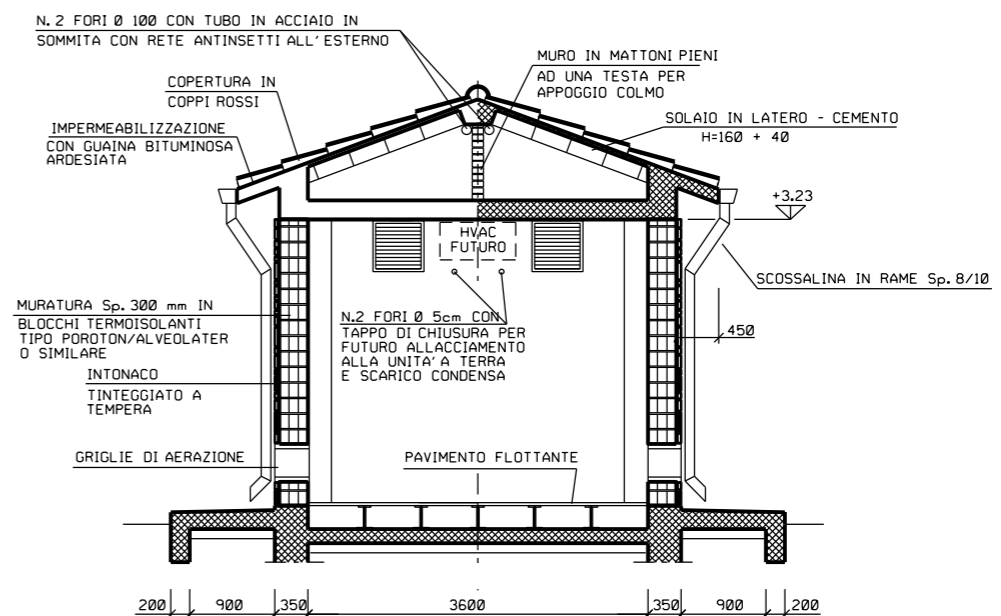 N.2 FORI Ø 100 CON TUBO IN ACCIAIO IN
SOMMITA CON RETE ANTINSETTI ALL'ESTERNO
MURO IN MATTONI PIENI
AD UNA TESTA PER
APPOGGIO COLMO
COPERTURA IN
COPPI ROSSI
SOLAIO IN LATERO - CEMENTO
H=160 + 40
IMPERMEABILIZZAZIONE
CON GUAINA BITUMINOSA
ARDESIATA
+3.23
HVAC
FUTURO
SCOSSALINA IN RAME Sp.8/10
MURATURA Sp.300 mm IN
BLOCCHI TERMOISOLANTI
TIPO POROTON/ALVEOLATER
O SIMILARE
N.2 FORI Ø 5cm CON
TAPPO DI CHIUSURA PER
FUTURO ALLACCIAMENTO
ALLA UNITA' A TERRA
E SCARICO CONDENSA
450
INTONACO
TINTEGGIATO A
TEMPERA
GRIGLIE DI AERAZIONE
PAVIMENTO FLOTTANTE
200 900 350 3600 350 900 200